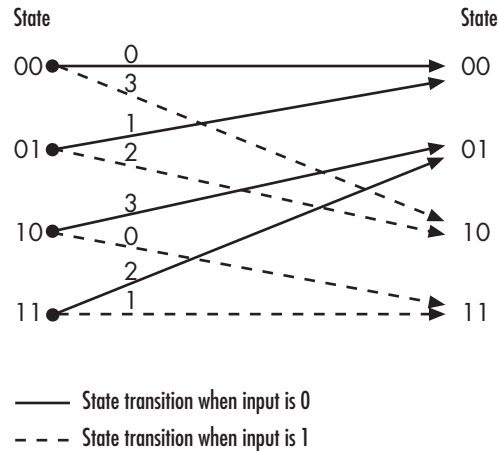 State State
00 0 00
3
01 1 01
2
10 3 10
0
11 2 11
1
State transition when input is 0
State transition when input is 1